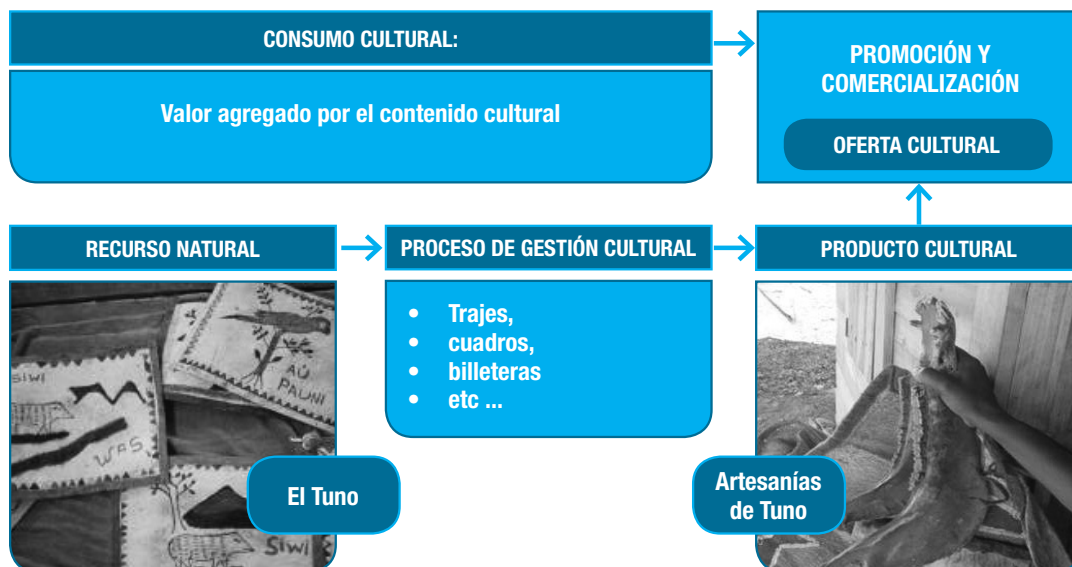 CONSUMO CULTURAL:
Valor agregado por el contenido cultural
PROMOCIÓN Y
COMERCIALIZACIÓN
OFERTA CULTURAL
RECURSO NATURAL
PROCESO DE GESTIÓN CULTURAL
PRODUCTO CULTURAL
• Trajes,
• cuadros,
• billeteras
• etc ...
SIWI
WAS
AÚ
PAUNI
SIWI
El Tuno
Artesanías
de Tuno